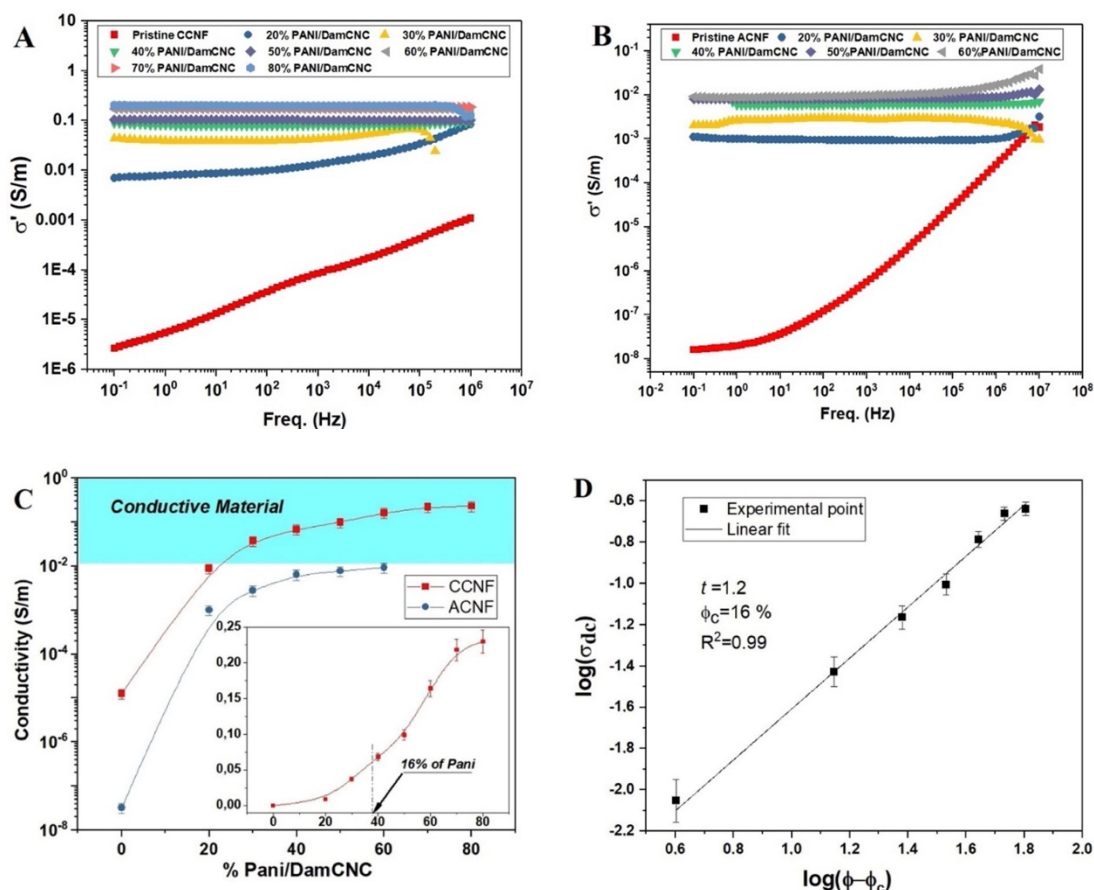 A
Pristine CCNF 20% PANI/DamCNC 30% PANI/DamCNC
40% PANI/DamCNC 50% PANI/DamCNC 60% PANI/DamCNC
70% PANI/DamCNC 80% PANI/DamCNC
10
1
0.1
0.01
0.001
1E-4
1E-5
1E-6
σ' (S/m)
10⁻¹ 10⁰ 10¹ 10² 10³ 10⁴ 10⁵ 10⁶ 10⁷
Freq. (Hz)
B
Pristine ACNF 20% PANI/DamCNC 30% PANI/DamCNC
40% PANI/DamCNC 50%PANI/DamCNC 60%PANI/DamCNC
10⁻¹
10⁻²
10⁻³
10⁻⁴
10⁻⁵
10⁻⁶
10⁻⁷
10⁻⁸
σ' (S/m)
10⁻² 10⁻¹ 10⁰ 10¹ 10² 10³ 10⁴ 10⁵ 10⁶ 10⁷ 10⁸
Freq. (Hz)
C
Conductive Material
10⁰
10⁻²
10⁻⁴
10⁻⁶
10⁻⁸
Conductivity (S/m)
CCNF
ACNF
0,25
0,20
0,15
0,10
0,05
0,00
16% of Pani
0 20 40 60 80
0 20 40 60 80
% Pani/DamCNC
D
Experimental point
Linear fit
t =1.2
ϕC=16 %
R²=0.99
-0.6
-0.8
-1.0
-1.2
-1.4
-1.6
-1.8
-2.0
-2.2
log(σdc)
0.6 0.8 1.0 1.2 1.4 1.6 1.8 2.0
log(ϕ-ϕc)